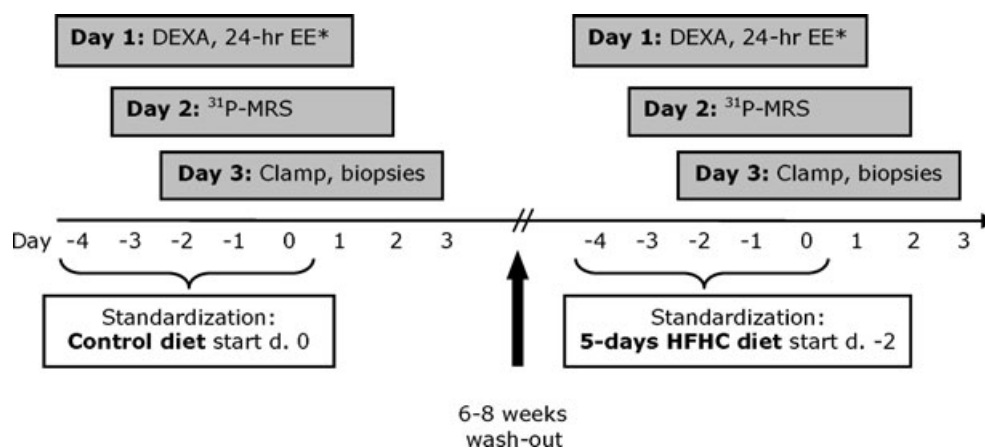 Day 1: DEXA, 24-hr EE*
Day 2: ³¹P-MRS
Day 3: Clamp, biopsies
Day -4 -3 -2 -1 0 1 2 3
Standardization:
Control diet start d. 0
6-8 weeks
wash-out
Day 1: DEXA, 24-hr EE*
Day 2: ³¹P-MRS
Day 3: Clamp, biopsies
-4 -3 -2 -1 0 1 2 3
Standardization:
5-days HFHC diet start d. -2